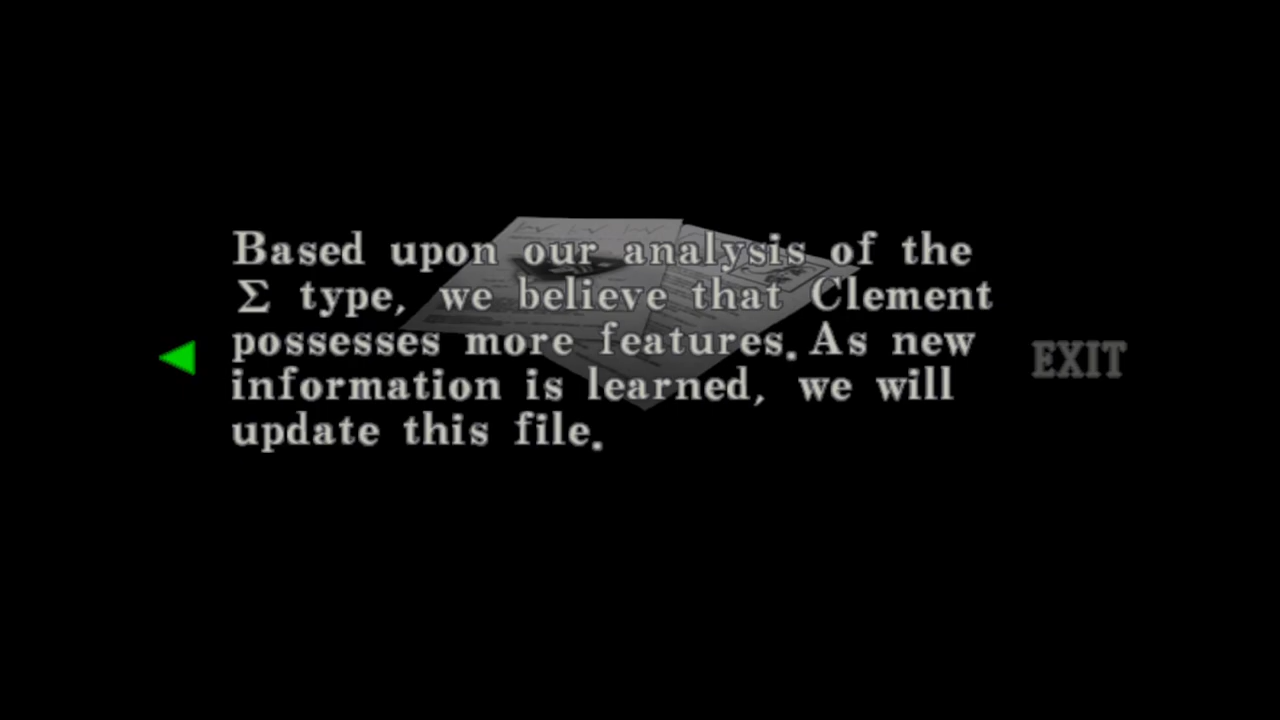 Based upon our analysis of the
Σ type, we believe that Clement
possesses more features. As new
information is learned, we will
update this file.
EXIT